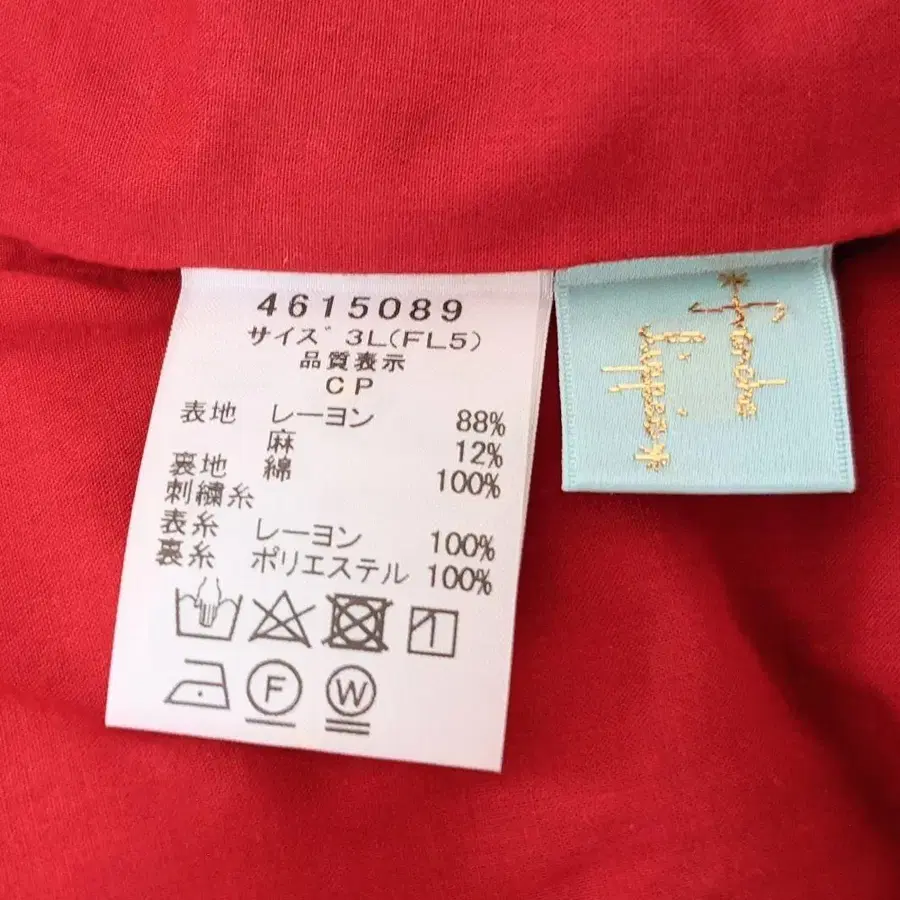 4615089
サイズ 3L(FL5)
品質表示
CP
表地 レーヨン 88%
麻 12%
裏地 綿 100%
刺繍糸
表糸 レーヨン 100%
裏糸 ポリエステル 100%
F
W